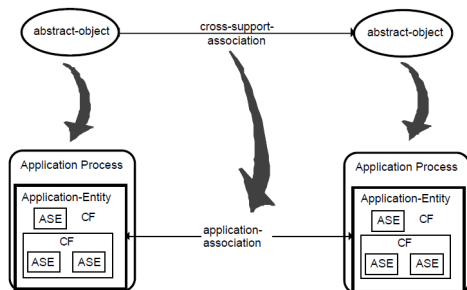 abstract-object
cross-support-
association
abstract-object
Application Process
Application-Entity
ASE
CF
CF
ASE
ASE
application-
association
Application Process
Application-Entity
ASE
CF
CF
ASE
ASE